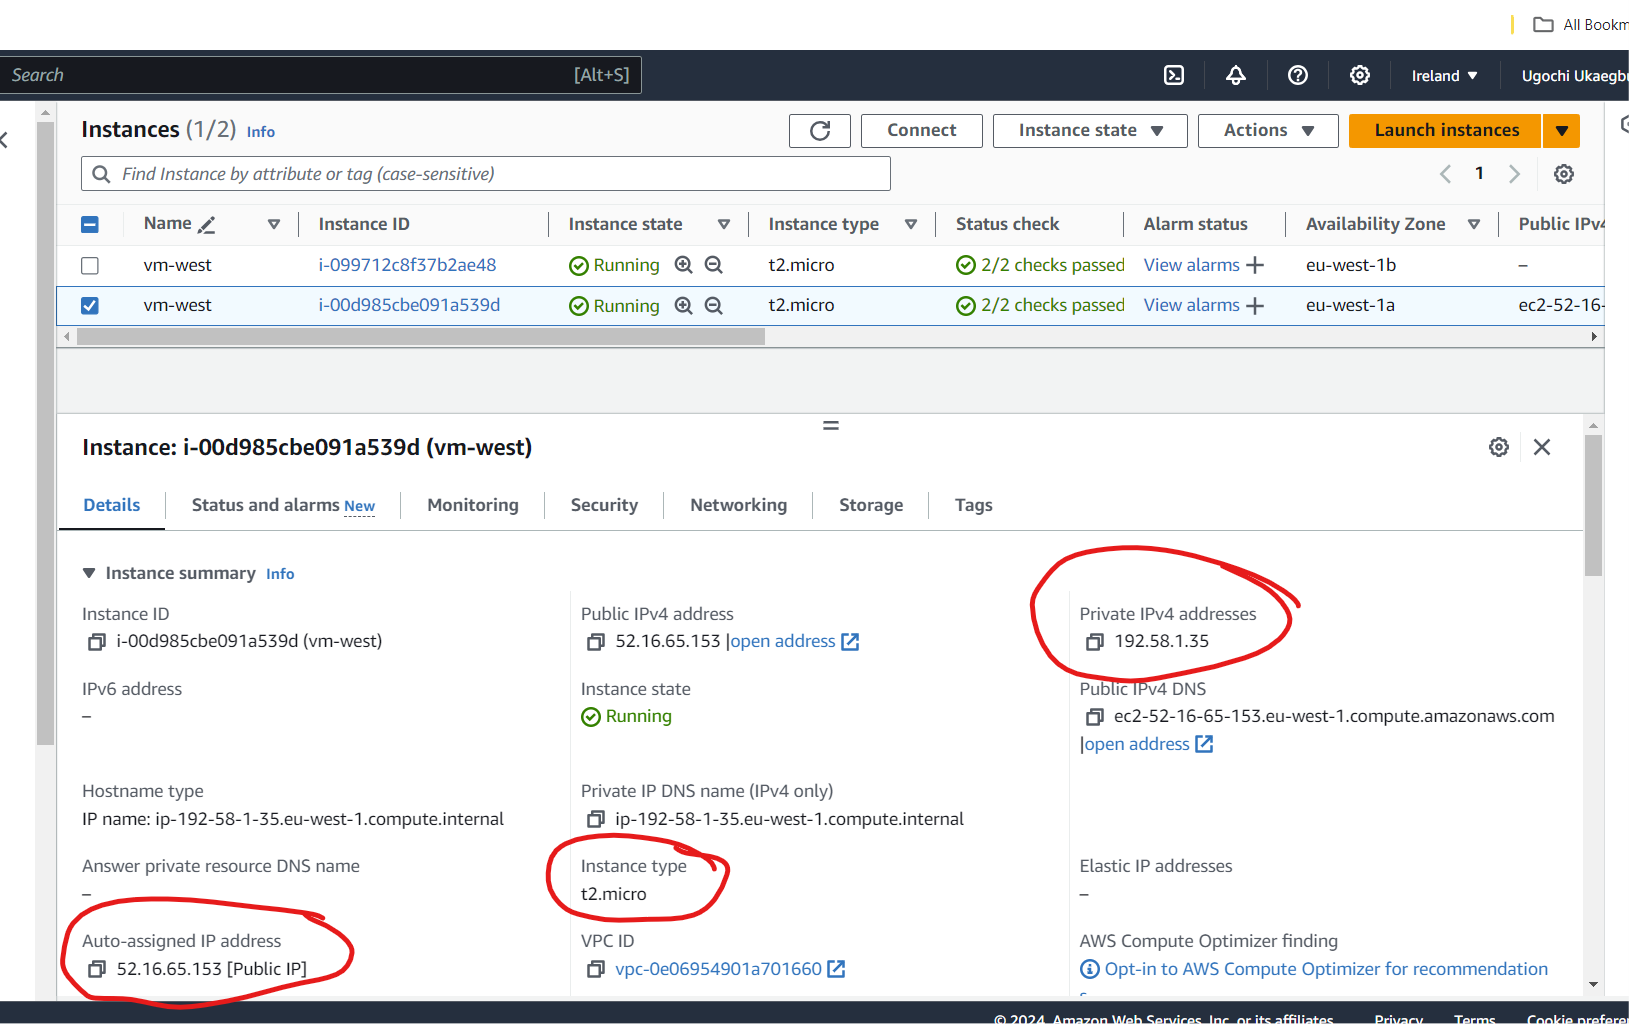 All Bookm
Search [Alt+S] Ireland Ugochi Ukaegbu
Instances (1/2) Info Connect Instance state Actions Launch instances
Find Instance by attribute or tag (case-sensitive) 1
Name Instance ID Instance state Instance type Status check Alarm status Availability Zone Public IPv4
vm-west i-099712c8f37b2ae48 Running t2.micro 2/2 checks passed View alarms eu-west-1b –
vm-west i-00d985cbe091a539d Running t2.micro 2/2 checks passed View alarms eu-west-1a ec2-52-16-
Instance: i-00d985cbe091a539d (vm-west)
Details Status and alarms New Monitoring Security Networking Storage Tags
Instance summary Info
Instance ID Public IPv4 address Private IPv4 addresses
i-00d985cbe091a539d (vm-west) 52.16.65.153 |open address 192.58.1.35
IPv6 address Instance state Public IPv4 DNS
– Running ec2-52-16-65-153.eu-west-1.compute.amazonaws.com
|open address
Hostname type Private IP DNS name (IPv4 only)
IP name: ip-192-58-1-35.eu-west-1.compute.internal ip-192-58-1-35.eu-west-1.compute.internal
Answer private resource DNS name Instance type Elastic IP addresses
– t2.micro –
Auto-assigned IP address VPC ID AWS Compute Optimizer finding
52.16.65.153 [Public IP] vpc-0e06954901a701660 Opt-in to AWS Compute Optimizer for recommendation
s
© 2024, Amazon Web Services, Inc. or its affiliates. Privacy Terms Cookie prefere